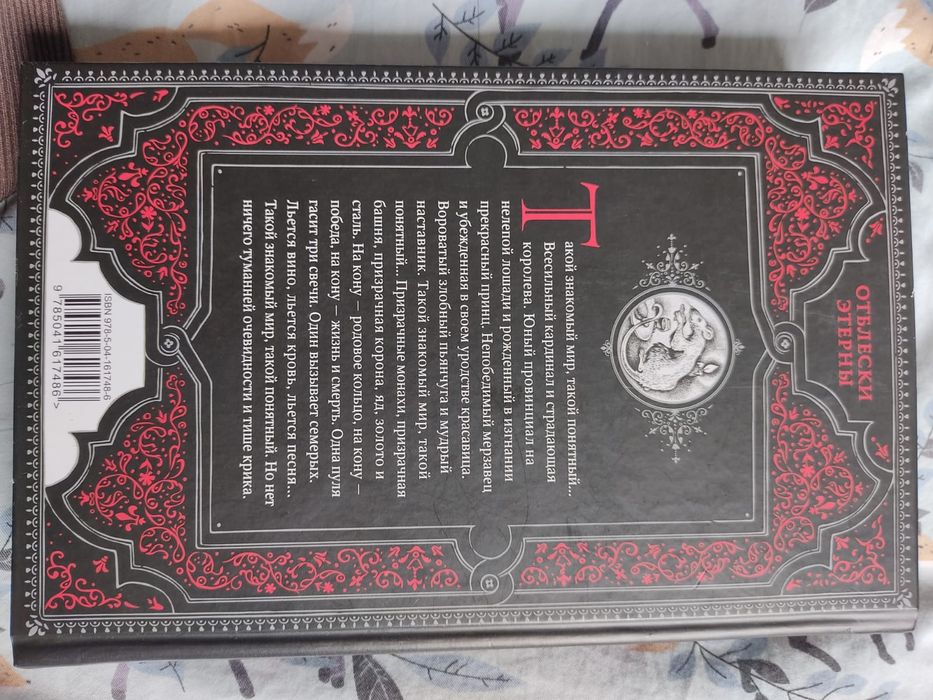 ОТБЛЕСКИ
ЭТЕРНЫ
Такой знакомый мир, такой понятный...
Всесильный кардинал и страдающая
королева. Юный провинциал на
нелепой лошади и рожденный в изгнании
прекрасный принц. Непобедимый мерзавец
и убежденная в своем уродстве красавица.
Вороватый злобный пьянчуга и мудрый
наставник. Такой знакомый мир, такой
понятный... Призрачные монахи, призрачная
башня, призрачная корона, яд, золото и
сталь. На кону — родовое кольцо, на кону —
победа, на кону — жизнь и смерть. Одна пуля
гасит три свечи. Один вызывает семерых.
Льется вино, льется кровь, льется песня...
Такой знакомый мир, такой понятный. Но нет
ничего туманней очевидности и тише крика.
ISBN 978-5-04-161748-6
9 785041 617486 >